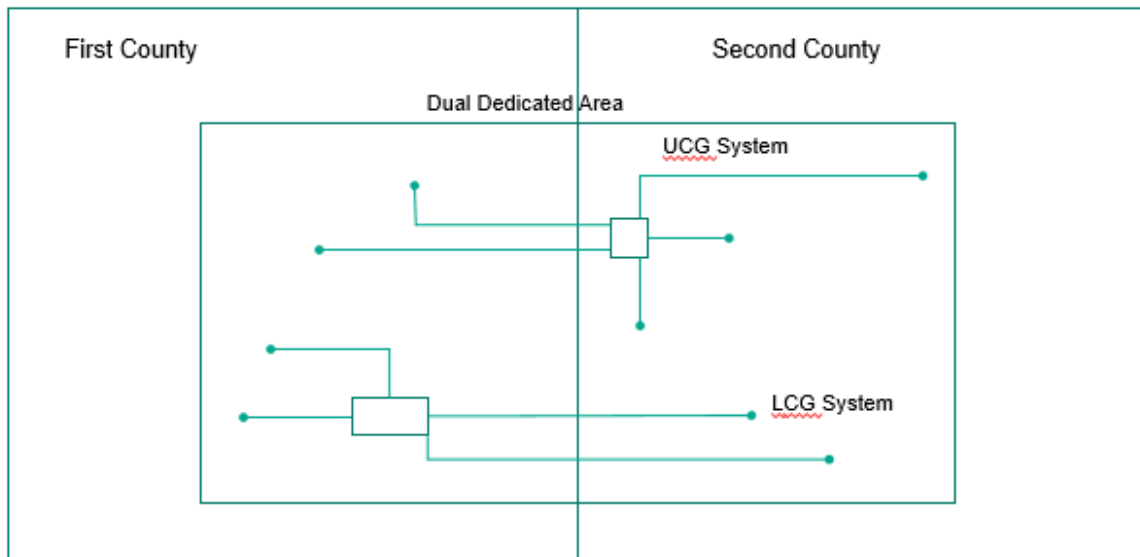 First County
Second County
Dual Dedicated Area
UCG System
LCG System